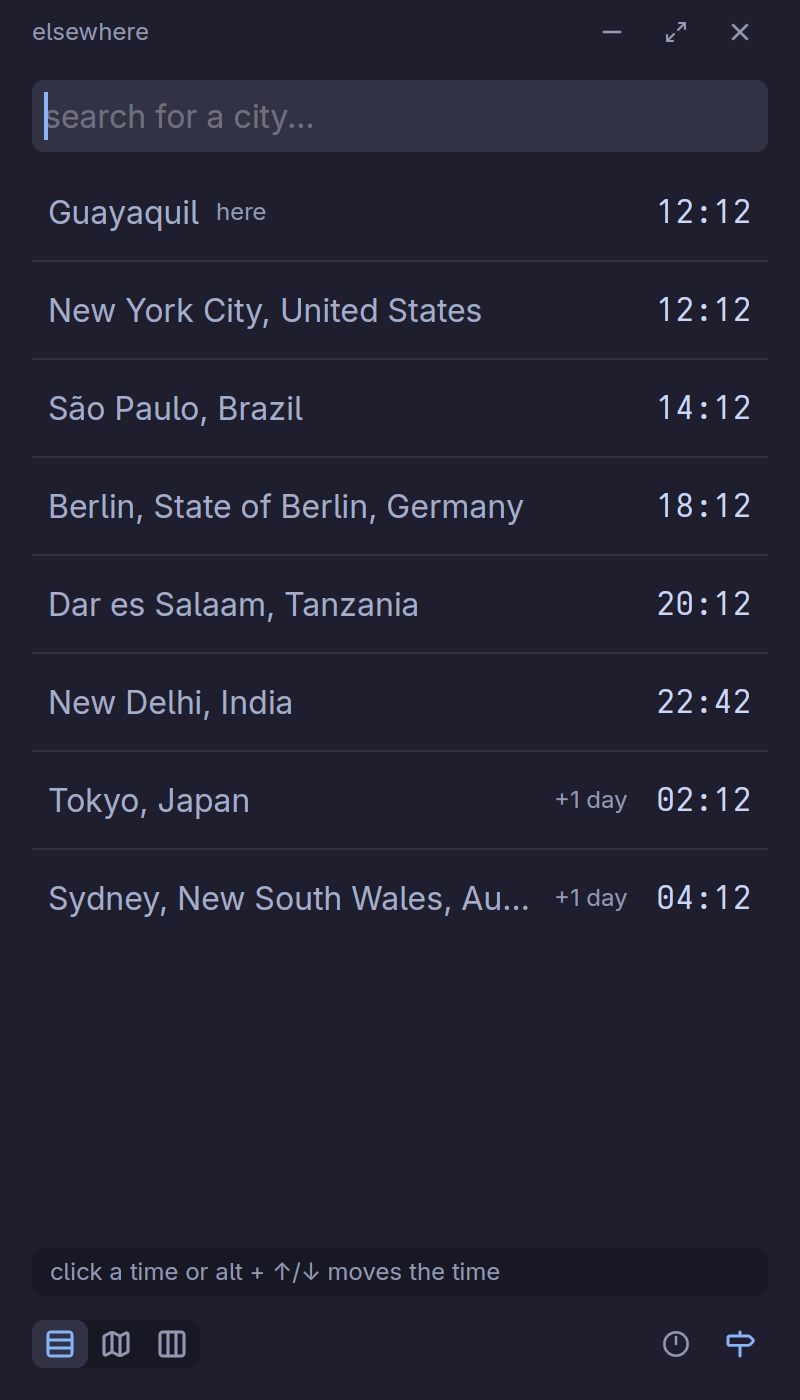 elsewhere
search for a city...
Guayaquil here 12:12
New York City, United States 12:12
São Paulo, Brazil 14:12
Berlin, State of Berlin, Germany 18:12
Dar es Salaam, Tanzania 20:12
New Delhi, India 22:42
Tokyo, Japan +1 day 02:12
Sydney, New South Wales, Au... +1 day 04:12
click a time or alt + ↑/↓ moves the time